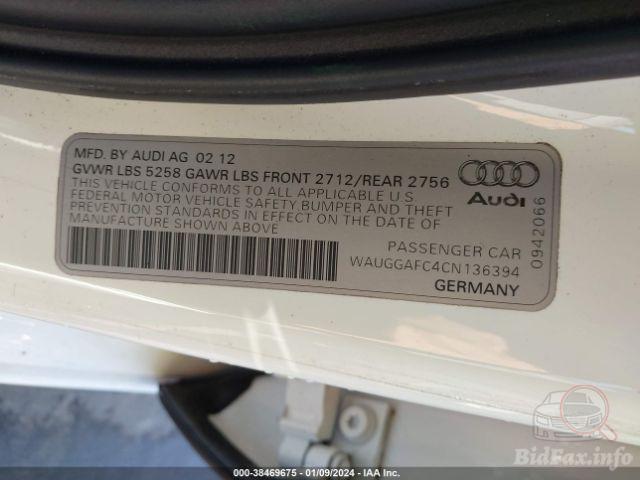 MFD. BY AUDI AG 02 12
GVWR LBS 5258 GAWR LBS FRONT 2712/REAR 2756
THIS VEHICLE CONFORMS TO ALL APPLICABLE U.S
FEDERAL MOTOR VEHICLE SAFETY, BUMPER AND THEFT
PREVENTION STANDARDS IN EFFECT ON THE DATE OF
MANUFACTURE SHOWN ABOVE
Audi
0942066
PASSENGER CAR
WAUGGAFC4CN136394
GERMANY
000-38469675 - 01/09/2024 - IAA Inc.
BidFax.info